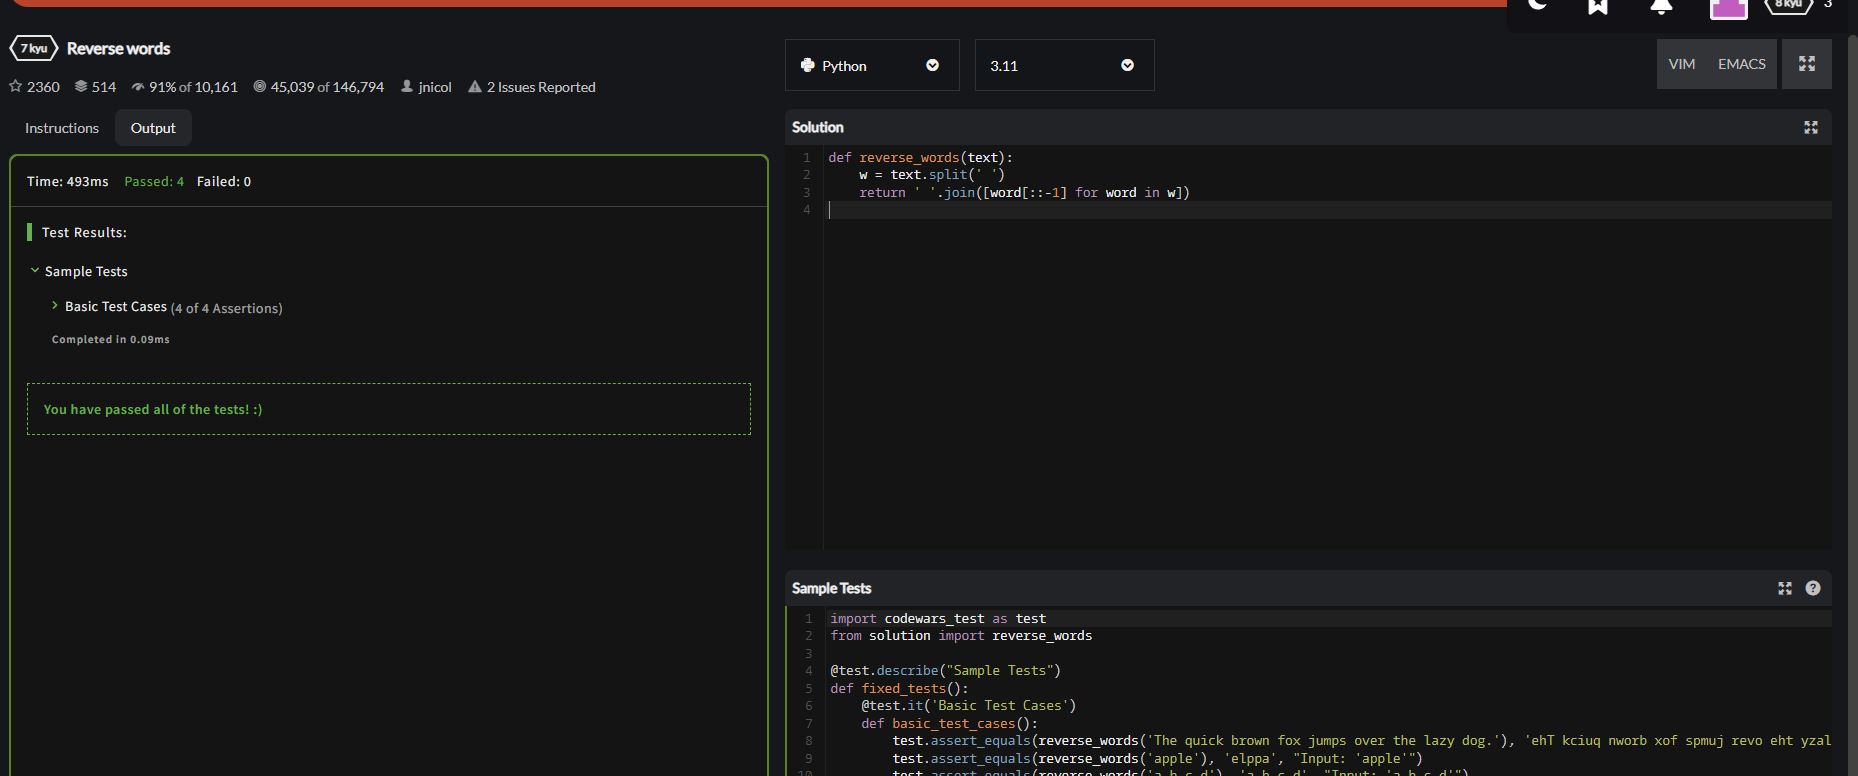 8 kyu 3
7 kyu Reverse words
2360 514 91% of 10,161 45,039 of 146,794 jnicol 2 Issues Reported
Instructions Output
Time: 493ms Passed: 4 Failed: 0
Test Results:
Sample Tests
Basic Test Cases (4 of 4 Assertions)
Completed in 0.09ms
You have passed all of the tests! :)
Python 3.11 VIM EMACS
Solution
1 def reverse_words(text):
2     w = text.split(' ')
3     return ' '.join([word[::-1] for word in w])
4
Sample Tests
1 import codewars_test as test
2 from solution import reverse_words
3
4 @test.describe("Sample Tests")
5 def fixed_tests():
6     @test.it('Basic Test Cases')
7     def basic_test_cases():
8         test.assert_equals(reverse_words('The quick brown fox jumps over the lazy dog.'), 'ehT kciuq nworb xof spmuj revo eht yzal
9         test.assert_equals(reverse_words('apple'), 'elppa', "Input: 'apple'")
10         test.assert_equals(reverse_words('a b c d'), 'a b c d', "Input: 'a b c d'")